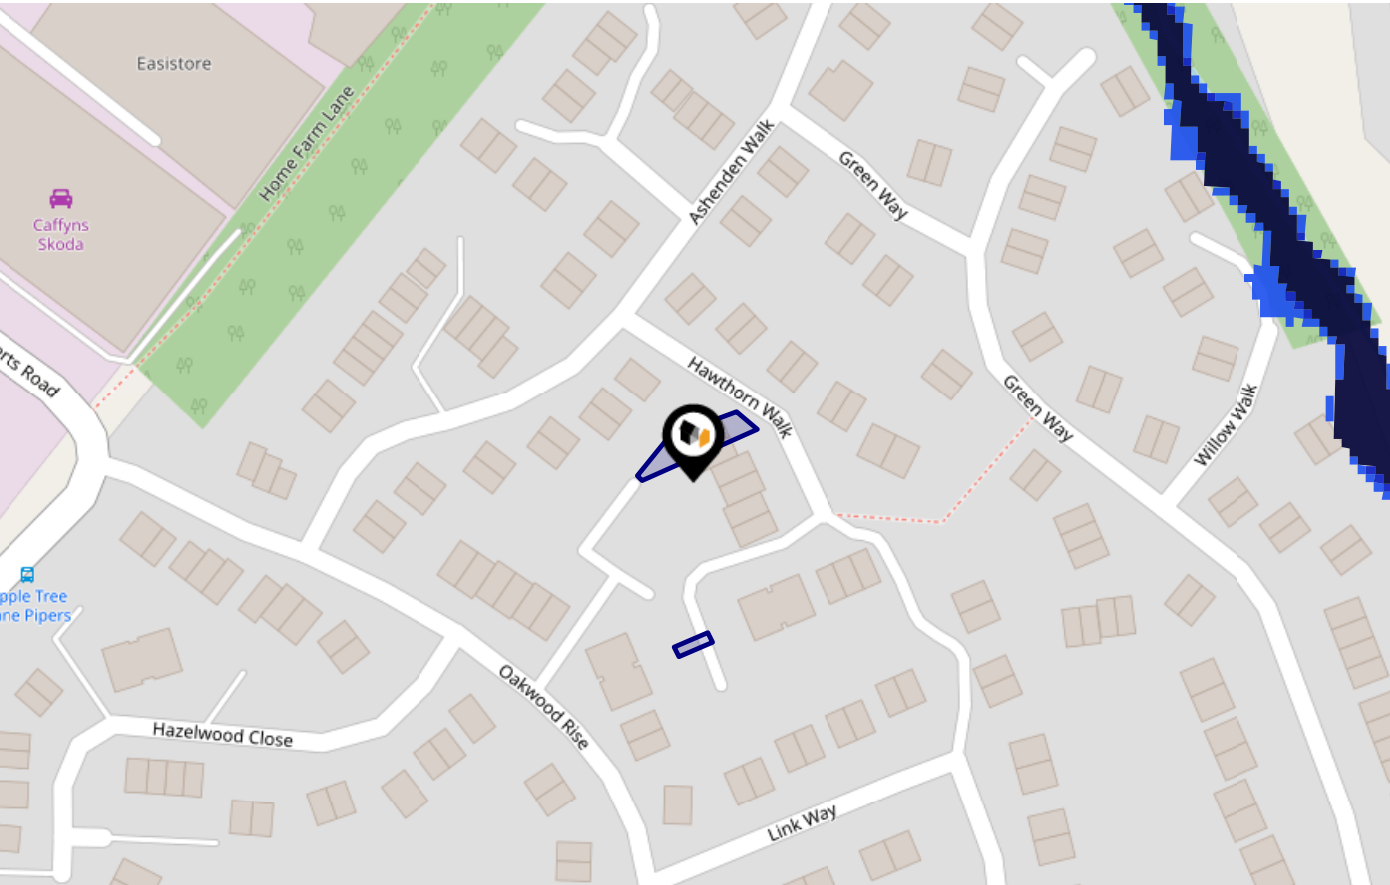 Easistore
Home Farm Lane
Caffyns
Skoda
Ashenden Walk
Green Way
erts Road
Hawthorn Walk
Green Way
Willow Walk
pple Tree
ne Pipers
Oakwood Rise
Hazelwood Close
Link Way